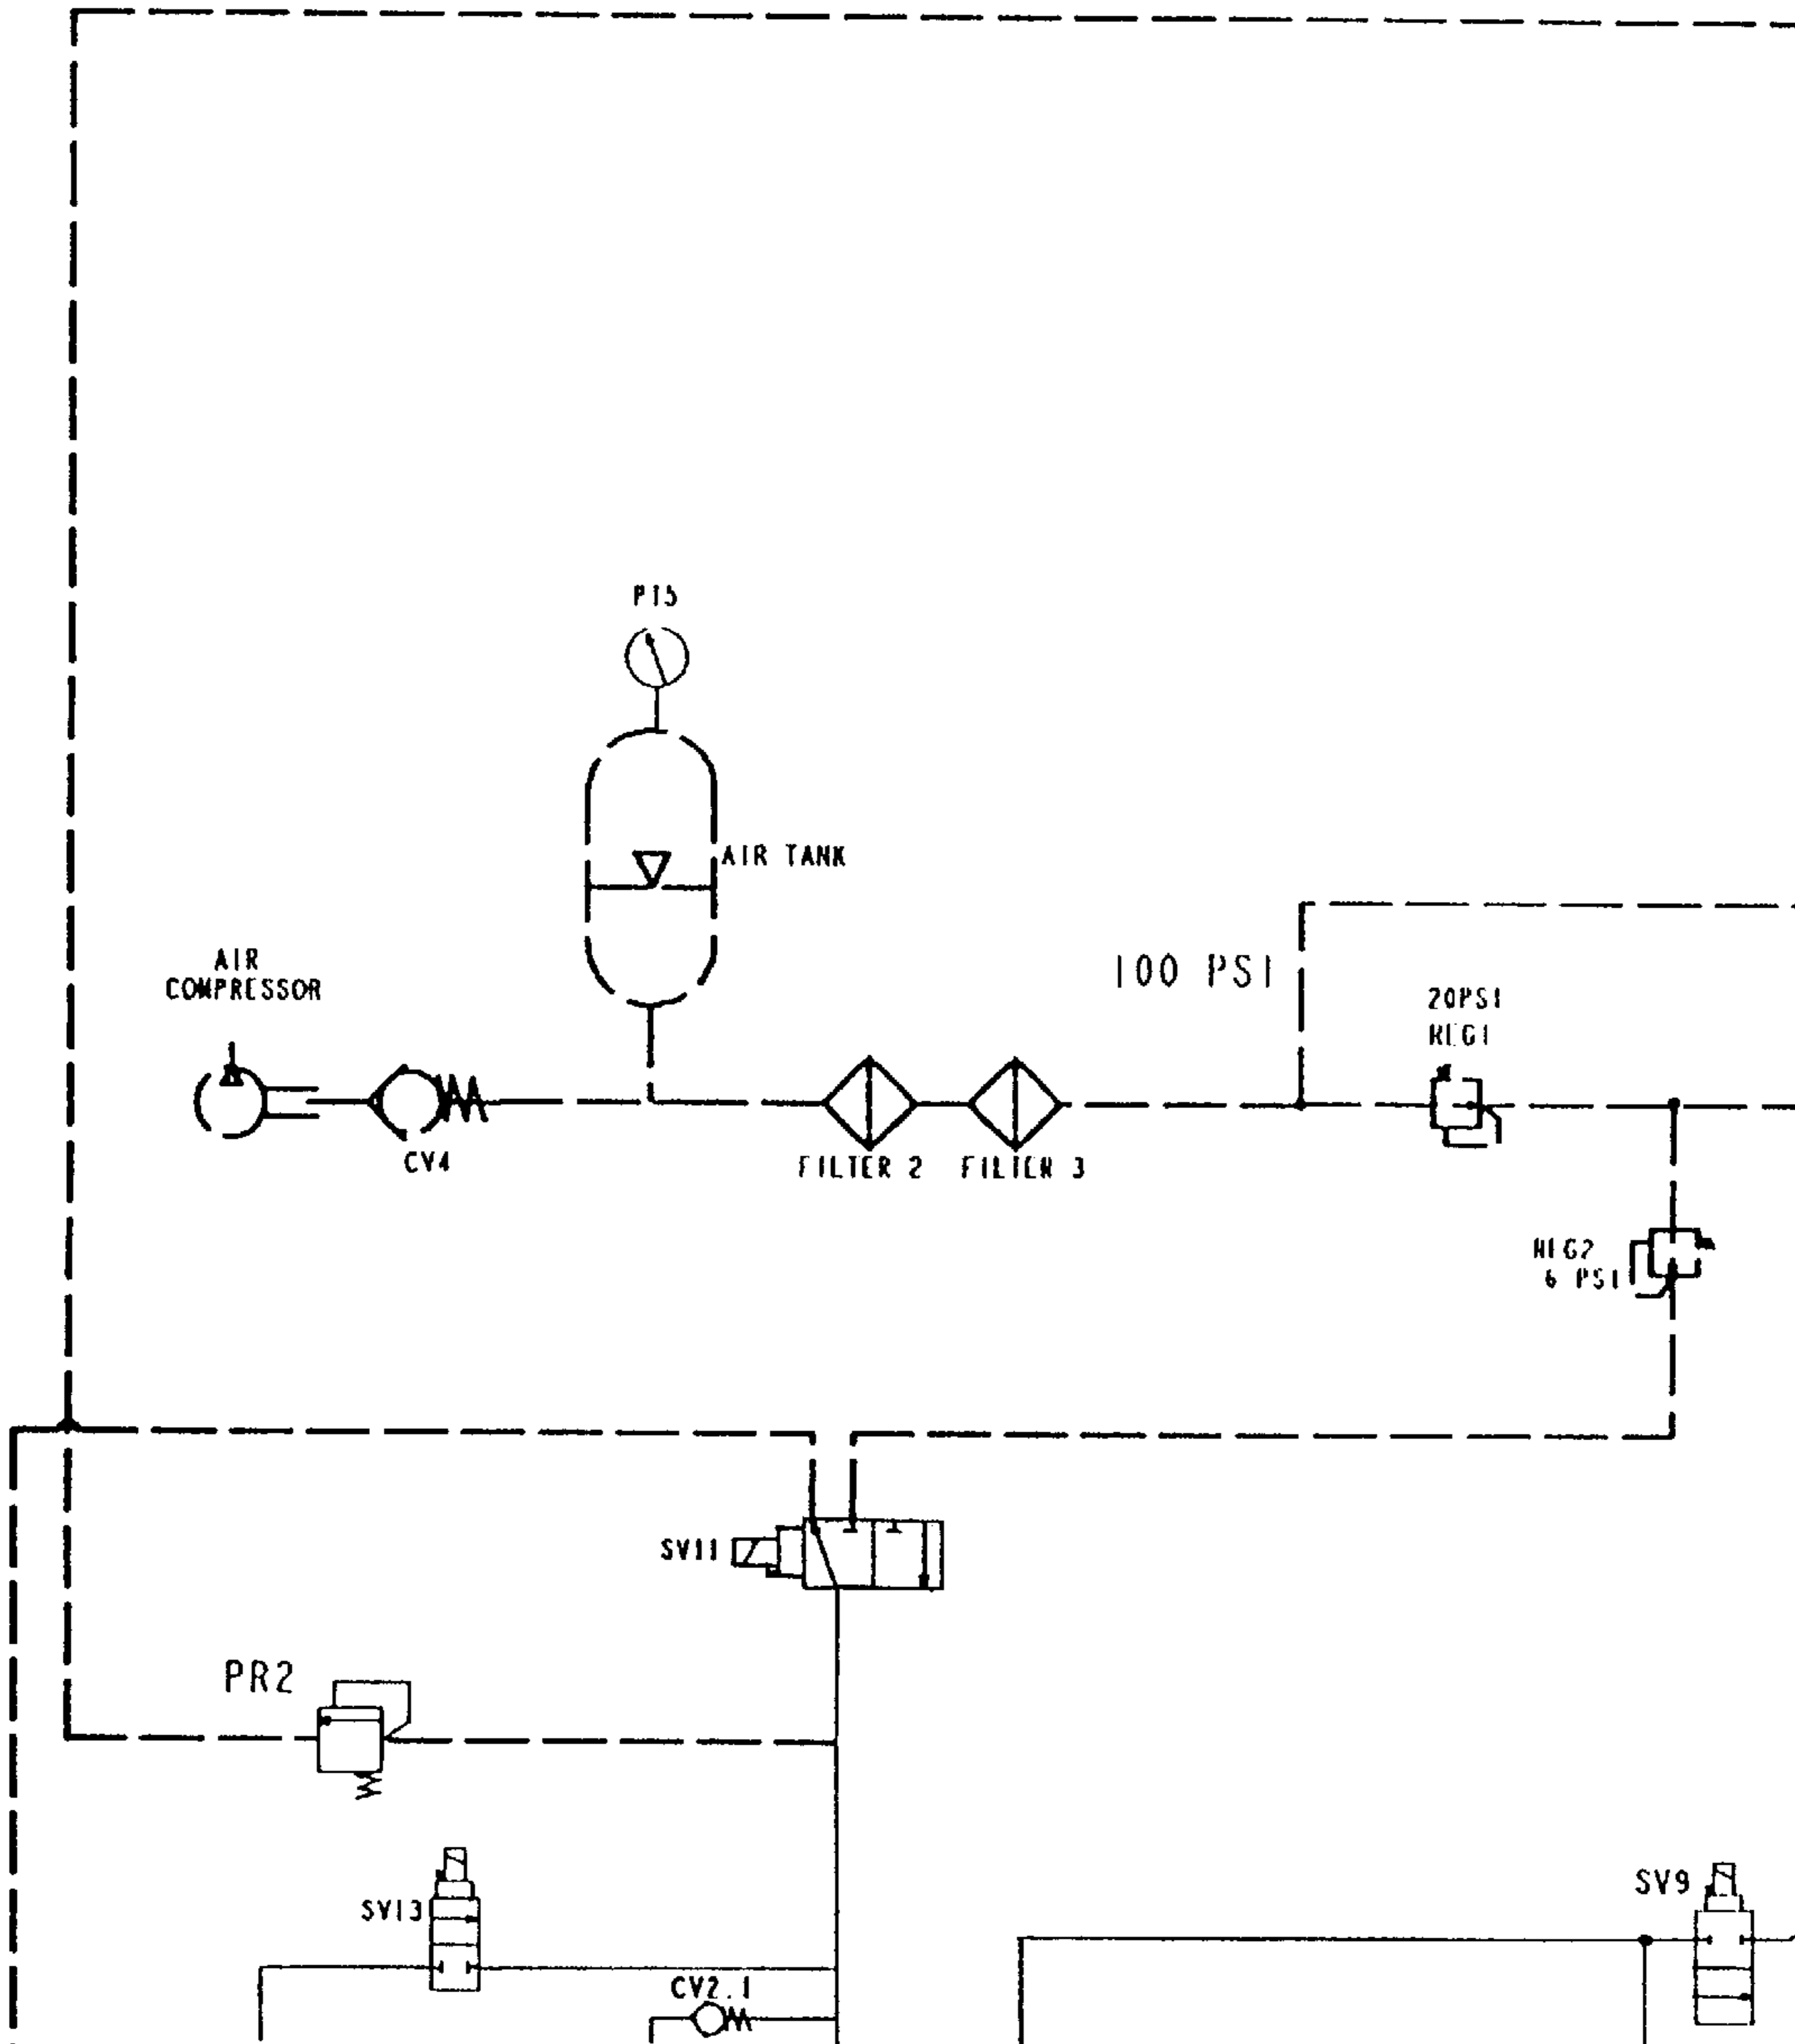 PT5
AIR TANK
AIR
COMPRESSOR
100 PSI
20PSI
REG1
CV4
FILTER 2
FILTER 3
REG2
6 PSI
SV11
PR2
SV13
SV9
CV2.1